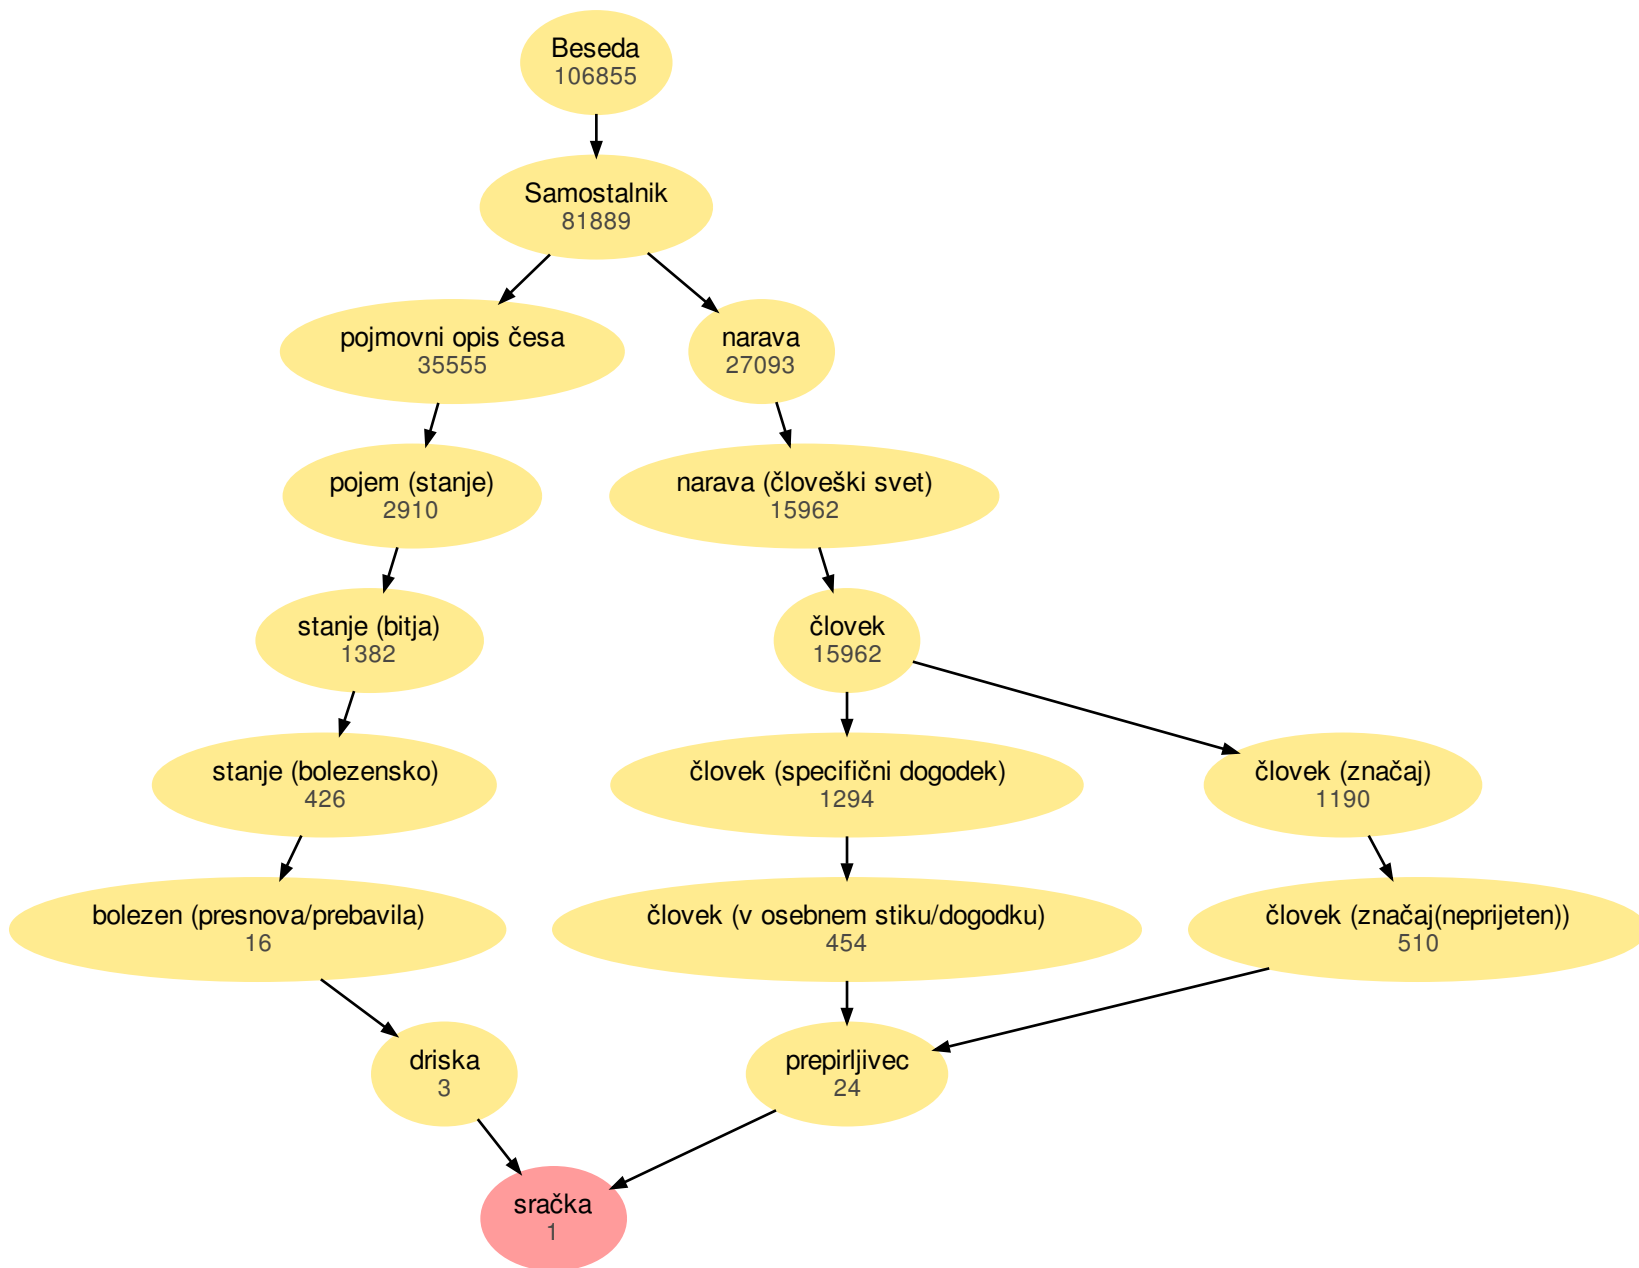 Beseda
106855
Samostalnik
81889
pojmovni opis česa
35555
narava
27093
pojem (stanje)
2910
narava (človeški svet)
15962
stanje (bitja)
1382
človek
15962
stanje (bolezensko)
426
človek (specifični dogodek)
1294
človek (značaj)
1190
bolezen (presnova/prebavila)
16
človek (v osebnem stiku/dogodku)
454
človek (značaj(neprijeten))
510
driska
3
prepirljivec
24
sračka
1